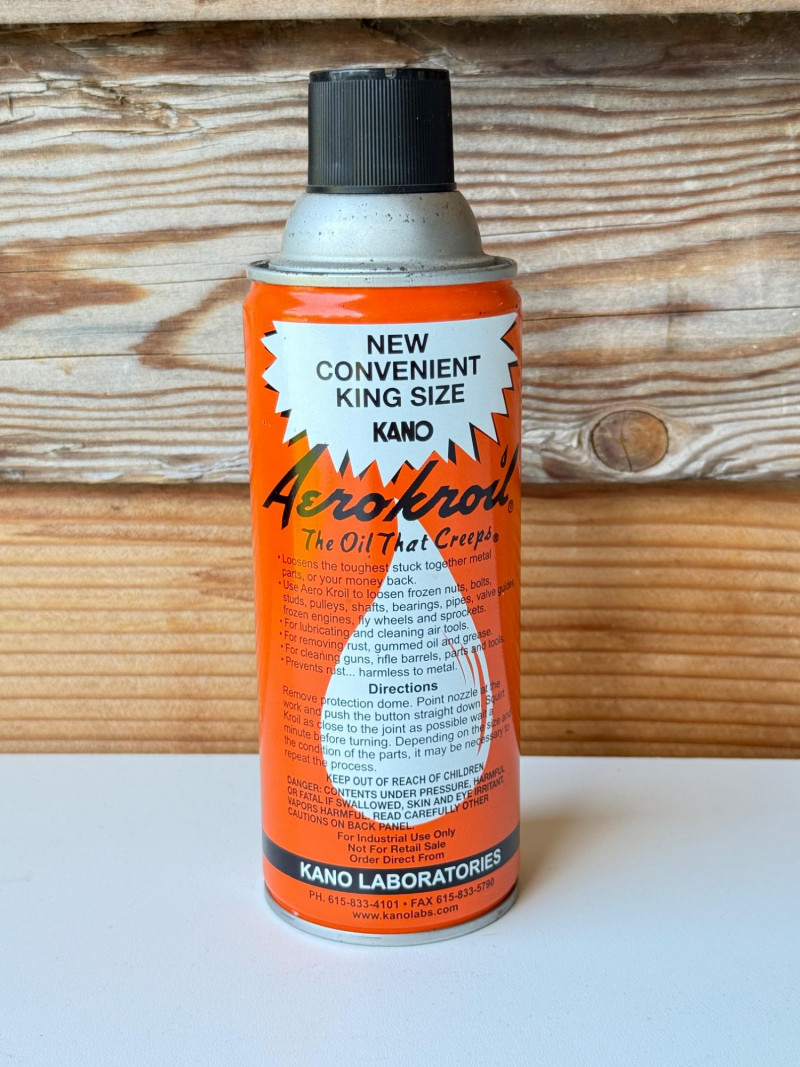 NEW
CONVENIENT
KING SIZE
KANO
Aerokroil®
The Oil That Creeps®
• Loosens the toughest stuck together metal
parts, or your money back.
• Use Aero Kroil to loosen frozen nuts, bolts,
studs, pulleys, shafts, bearings, pipes, valve guides,
frozen engines, fly wheels and sprockets.
• For lubricating and cleaning air tools.
• For removing rust, gummed oil and grease.
• For cleaning guns, rifle barrels, parts and tools.
• Prevents rust... harmless to metal.
Directions
Remove protection dome. Point nozzle at the
work and push the button straight down. Squirt
Kroil as close to the joint as possible wait a
minute before turning. Depending on the size and
the condition of the parts, it may be necessary to
repeat the process.
KEEP OUT OF REACH OF CHILDREN
DANGER: CONTENTS UNDER PRESSURE, HARMFUL
OR FATAL IF SWALLOWED, SKIN AND EYE IRRITANT,
VAPORS HARMFUL. READ CAREFULLY OTHER
CAUTIONS ON BACK PANEL.
For Industrial Use Only
Not For Retail Sale
Order Direct From
KANO LABORATORIES
PH. 615-833-4101 • FAX 615-833-5790
www.kanolabs.com